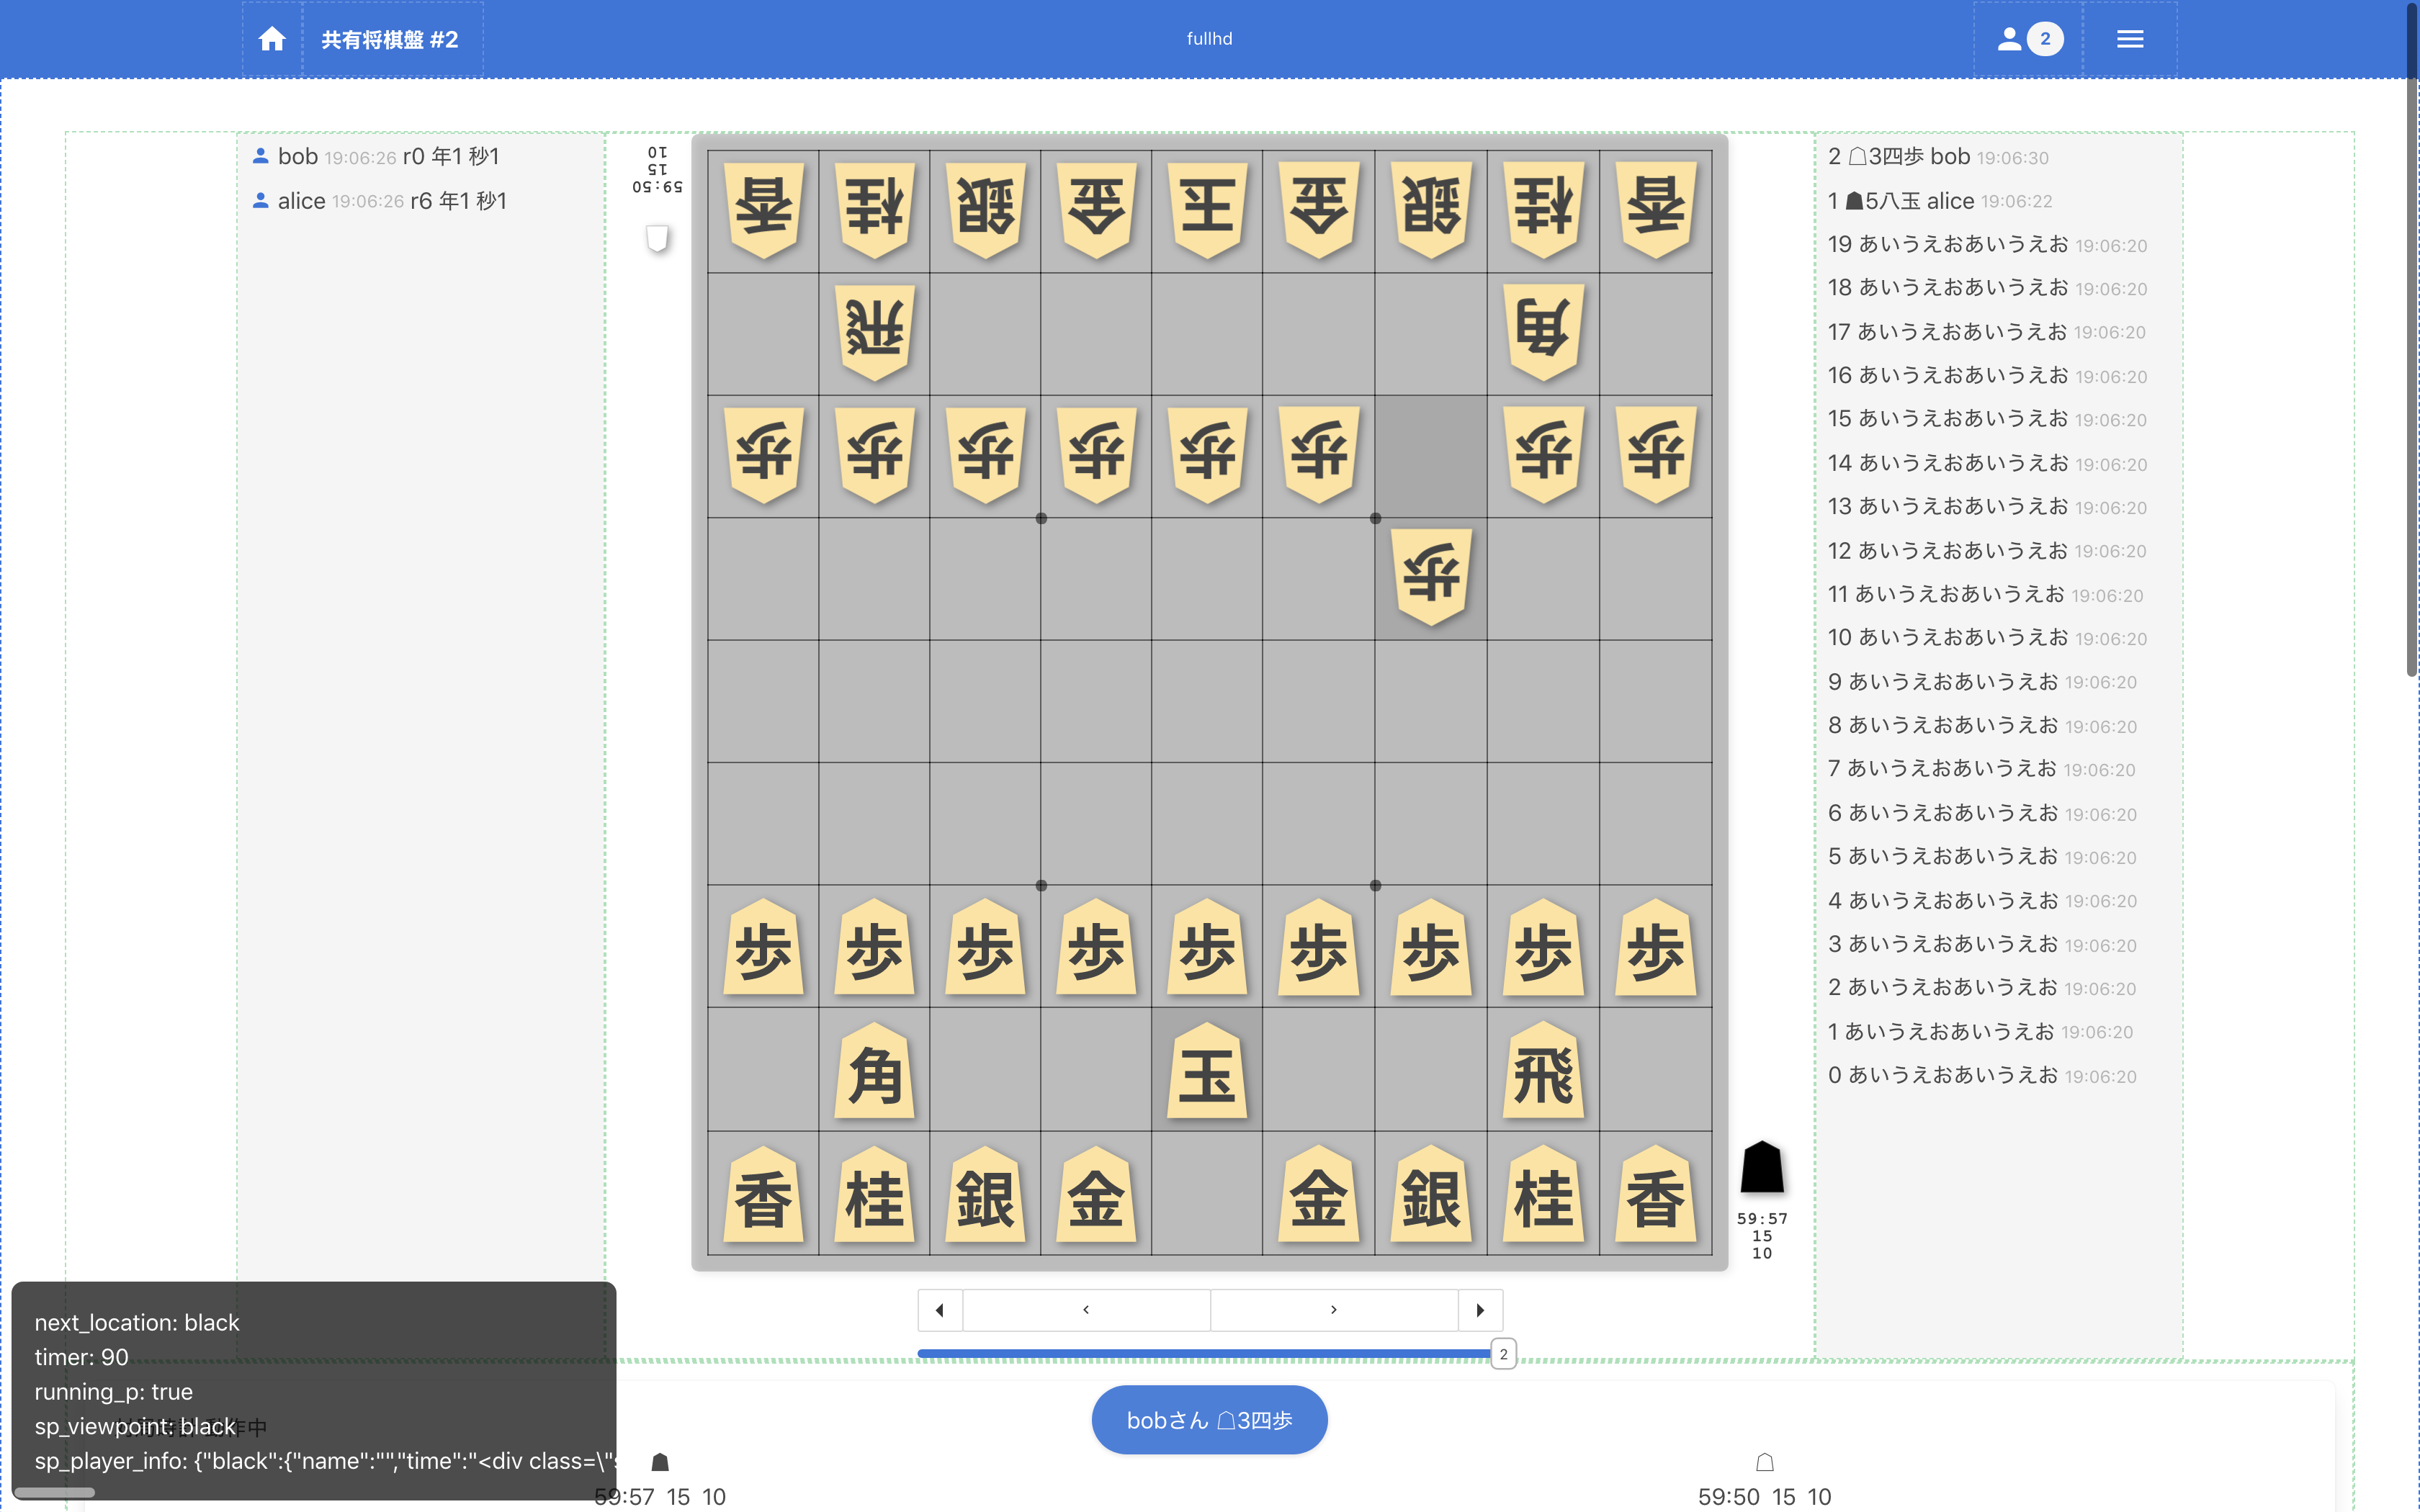 共有将棋盤 #2
fullhd
2
bob 19:06:26 r0 年1 秒1
alice 19:06:26 r6 年1 秒1
59:50
15
10
香 桂 銀 金 玉 金 銀 桂 香
飛 角
歩 歩 歩 歩 歩 歩 歩 歩
歩
歩 歩 歩 歩 歩 歩 歩 歩 歩
角 玉 飛
香 桂 銀 金 金 銀 桂 香
59:57
15
10
2
2 ☖3四歩 bob 19:06:30
1 ☗5八玉 alice 19:06:22
19 あいうえおあいうえお 19:06:20
18 あいうえおあいうえお 19:06:20
17 あいうえおあいうえお 19:06:20
16 あいうえおあいうえお 19:06:20
15 あいうえおあいうえお 19:06:20
14 あいうえおあいうえお 19:06:20
13 あいうえおあいうえお 19:06:20
12 あいうえおあいうえお 19:06:20
11 あいうえおあいうえお 19:06:20
10 あいうえおあいうえお 19:06:20
9 あいうえおあいうえお 19:06:20
8 あいうえおあいうえお 19:06:20
7 あいうえおあいうえお 19:06:20
6 あいうえおあいうえお 19:06:20
5 あいうえおあいうえお 19:06:20
4 あいうえおあいうえお 19:06:20
3 あいうえおあいうえお 19:06:20
2 あいうえおあいうえお 19:06:20
1 あいうえおあいうえお 19:06:20
0 あいうえおあいうえお 19:06:20
next_location: black
timer: 90
running_p: true
sp_viewpoint: black
sp_player_info: {"black":{"name":"","time":"<div class=\"s
bobさん ☖3四歩
☗
59:57 15 10
☖
59:50 15 10